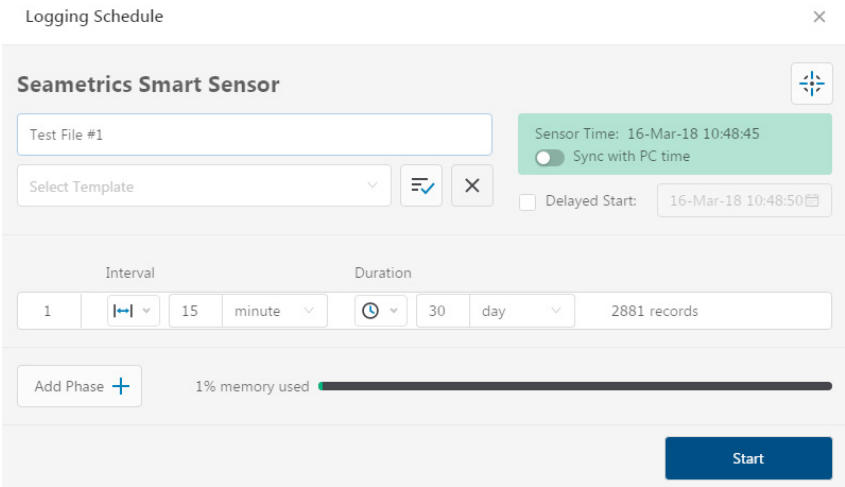 Logging Schedule
Seametrics Smart Sensor
Test File #1
Sensor Time: 16-Mar-18 10:48:45
Sync with PC time
Select Template
Delayed Start: 16-Mar-18 10:48:50
Interval Duration
1 15 minute 30 day 2881 records
Add Phase 1% memory used
Start